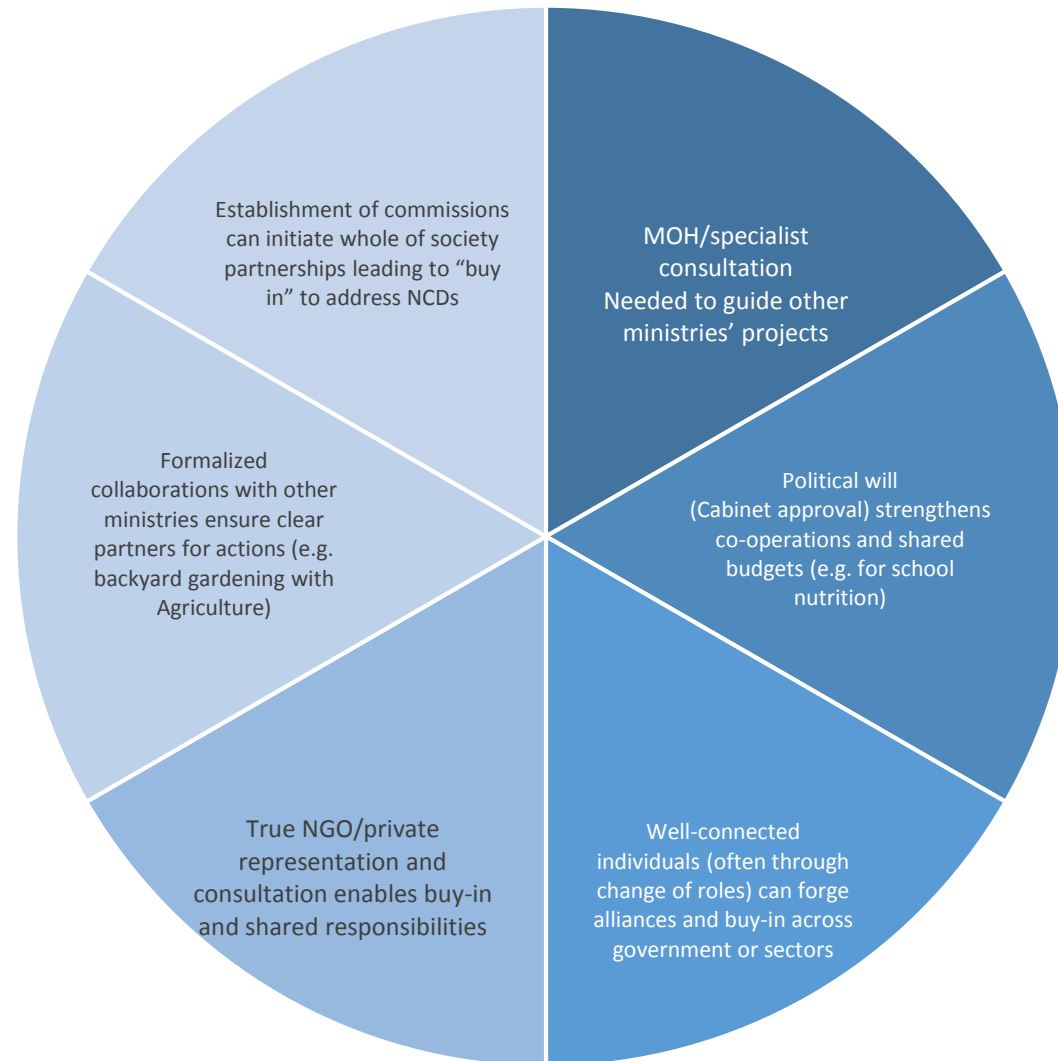 MOH/specialist
consultation
Needed to guide other
ministries’ projects
Political will
(Cabinet approval) strengthens
co-operations and shared
budgets (e.g. for school
nutrition)
Well-connected
individuals (often through
change of roles) can forge
alliances and buy-in across
government or sectors
True NGO/private
representation and
consultation enables buy-in
and shared responsibilities
Formalized
collaborations with other
ministries ensure clear
partners for actions (e.g.
backyard gardening with
Agriculture)
Establishment of commissions
can initiate whole of society
partnerships leading to “buy
in” to address NCDs